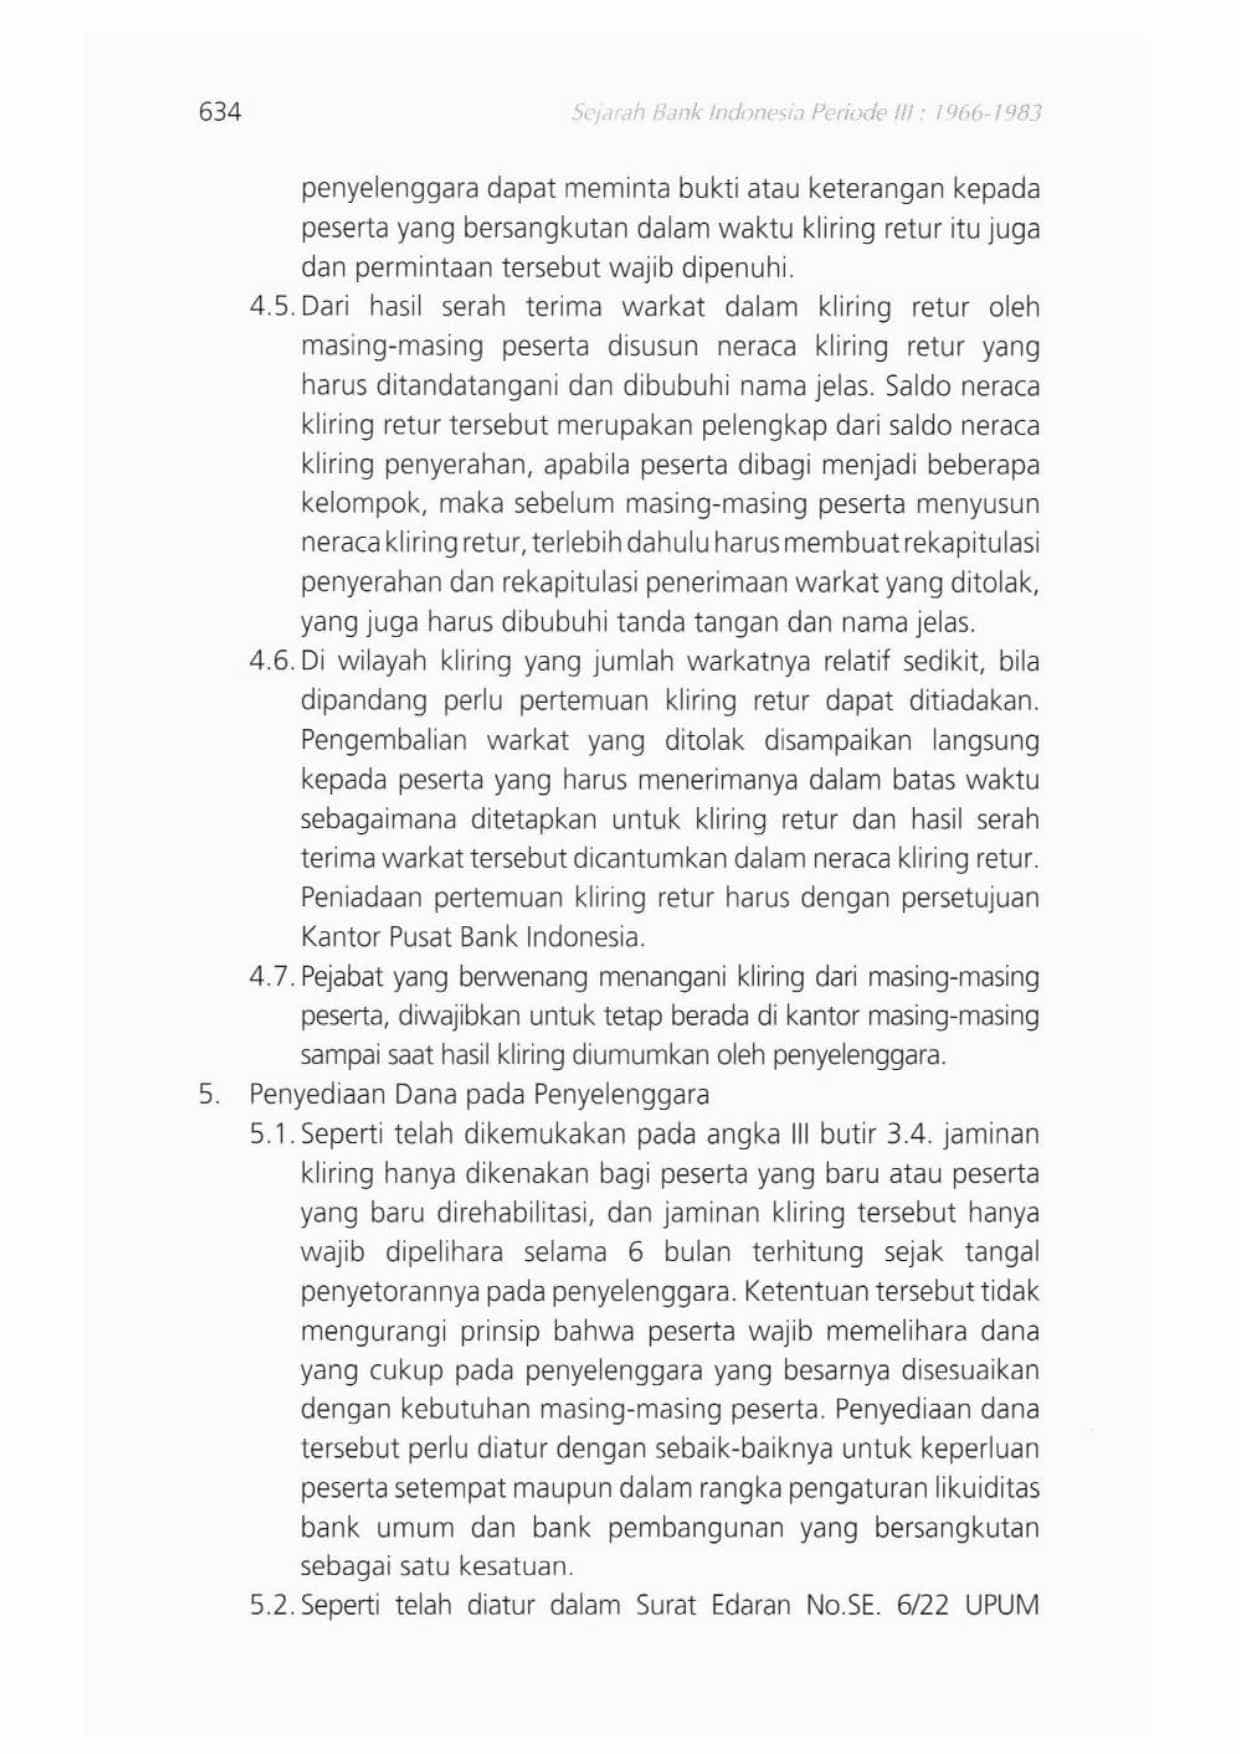 634
Sejarah Bank Indonesia Periode III : 1966-1983
penyelenggara dapat meminta bukti atau keterangan kepada
peserta yang bersangkutan dalam waktu kliring retur itu juga
dan permintaan tersebut wajib dipenuhi.
4.5. Dari hasil serah terima warkat dalam kliring retur oleh
masing-masing peserta disusun neraca kliring retur yang
harus ditandatangani dan dibubuhi nama jelas. Saldo neraca
kliring retur tersebut merupakan pelengkap dari saldo neraca
kliring penyerahan, apabila peserta dibagi menjadi beberapa
kelompok, maka sebelum masing-masing peserta menyusun
neraca kliring retur, terlebih dahulu harus membuat rekapitulasi
penyerahan dan rekapitulasi penerimaan warkat yang ditolak,
yang juga harus dibubuhi tanda tangan dan nama jelas.
4.6. Di wilayah kliring yang jumlah warkatnya relatif sedikit, bila
dipandang perlu pertemuan kliring retur dapat ditiadakan.
Pengembalian warkat yang ditolak disampaikan langsung
kepada peserta yang harus menerimanya dalam batas waktu
sebagaimana ditetapkan untuk kliring retur dan hasil serah
terima warkat tersebut dicantumkan dalam neraca kliring retur.
Peniadaan pertemuan kliring retur harus dengan persetujuan
Kantor Pusat Bank Indonesia.
4.7. Pejabat yang berwenang menangani kliring dari masing-masing
peserta, diwajibkan untuk tetap berada di kantor masing-masing
sampai saat hasil kliring diumumkan oleh penyelenggara.
5. Penyediaan Dana pada Penyelenggara
5.1. Seperti telah dikemukakan pada angka III butir 3.4. jaminan
kliring hanya dikenakan bagi peserta yang baru atau peserta
yang baru direhabilitasi, dan jaminan kliring tersebut hanya
wajib dipelihara selama 6 bulan terhitung sejak tangal
penyetorannya pada penyelenggara. Ketentuan tersebut tidak
mengurangi prinsip bahwa peserta wajib memelihara dana
yang cukup pada penyelenggara yang besarnya disesuaikan
dengan kebutuhan masing-masing peserta. Penyediaan dana
tersebut perlu diatur dengan sebaik-baiknya untuk keperluan
peserta setempat maupun dalam rangka pengaturan likuiditas
bank umum dan bank pembangunan yang bersangkutan
sebagai satu kesatuan.
5.2. Seperti telah diatur dalam Surat Edaran No.SE. 6/22 UPUM